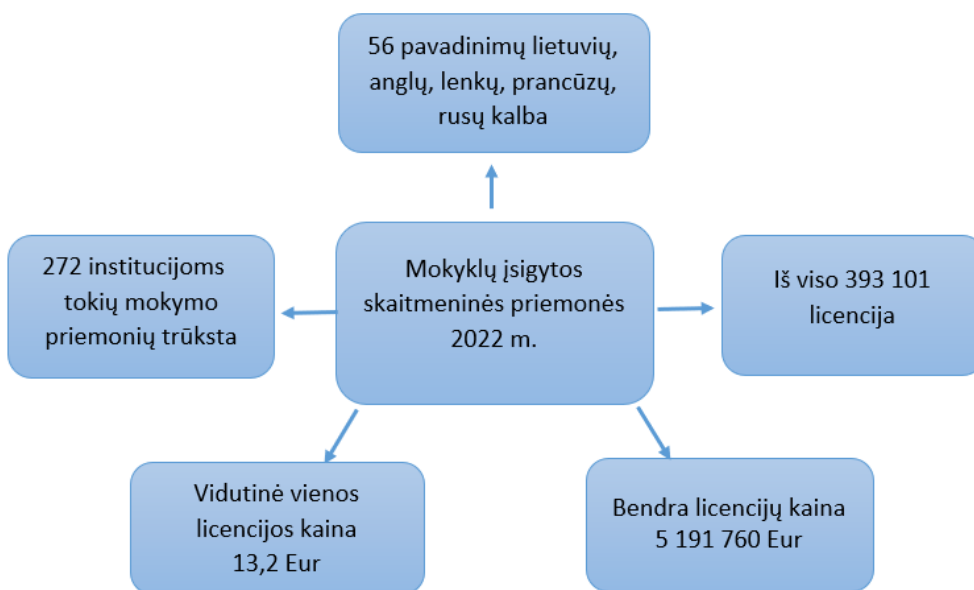 56 pavadinimų lietuvių,
anglų, lenkų, prancūzų,
rusų kalba
272 institucijoms
tokių mokymo
priemonių trūksta
Mokyklų įsigytos
skaitmeninės priemonės
2022 m.
Iš viso 393 101
licencija
Vidutinė vienos
licencijos kaina
13,2 Eur
Bendra licencijų kaina
5 191 760 Eur